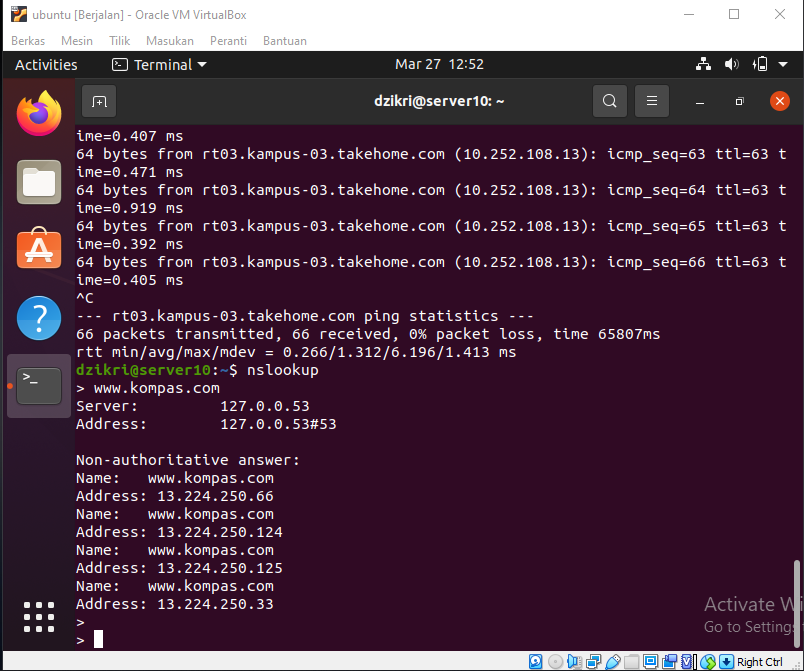 ubuntu [Berjalan] - Oracle VM VirtualBox
Berkas Mesin Tilik Masukan Peranti Bantuan
Activities Terminal Mar 27 12:52
dzikri@server10: ~
ime=0.407 ms
64 bytes from rt03.kampus-03.takehome.com (10.252.108.13): icmp_seq=63 ttl=63 t
ime=0.471 ms
64 bytes from rt03.kampus-03.takehome.com (10.252.108.13): icmp_seq=64 ttl=63 t
ime=0.919 ms
64 bytes from rt03.kampus-03.takehome.com (10.252.108.13): icmp_seq=65 ttl=63 t
ime=0.392 ms
64 bytes from rt03.kampus-03.takehome.com (10.252.108.13): icmp_seq=66 ttl=63 t
ime=0.405 ms
^C
--- rt03.kampus-03.takehome.com ping statistics ---
66 packets transmitted, 66 received, 0% packet loss, time 65807ms
rtt min/avg/max/mdev = 0.266/1.312/6.196/1.413 ms
dzikri@server10:~$ nslookup
> www.kompas.com
Server: 127.0.0.53
Address: 127.0.0.53#53
Non-authoritative answer:
Name: www.kompas.com
Address: 13.224.250.66
Name: www.kompas.com
Address: 13.224.250.124
Name: www.kompas.com
Address: 13.224.250.125
Name: www.kompas.com
Address: 13.224.250.33
>
>
Activate Wi
Go to Settings
Right Ctrl